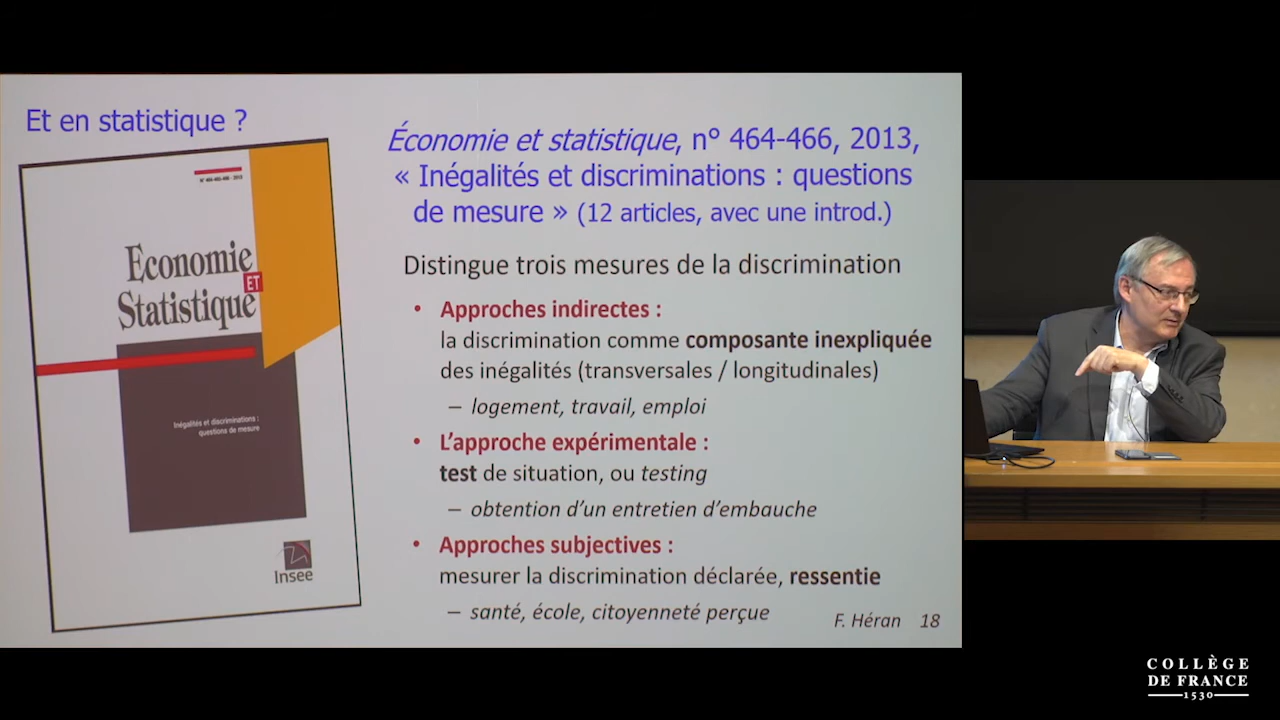 Et en statistique ?
N° 464-465-466 - 2013
Economie
ET
Statistique
Inégalités et discriminations :
questions de mesure
Insee
Économie et statistique, n° 464-466, 2013,
« Inégalités et discriminations : questions
de mesure » (12 articles, avec une introd.)
Distingue trois mesures de la discrimination
• Approches indirectes :
la discrimination comme composante inexpliquée
des inégalités (transversales / longitudinales)
– logement, travail, emploi
• L'approche expérimentale :
test de situation, ou testing
– obtention d'un entretien d'embauche
• Approches subjectives :
mesurer la discrimination déclarée, ressentie
– santé, école, citoyenneté perçue
F. Héran 18
COLLÈGE
DE FRANCE
1530